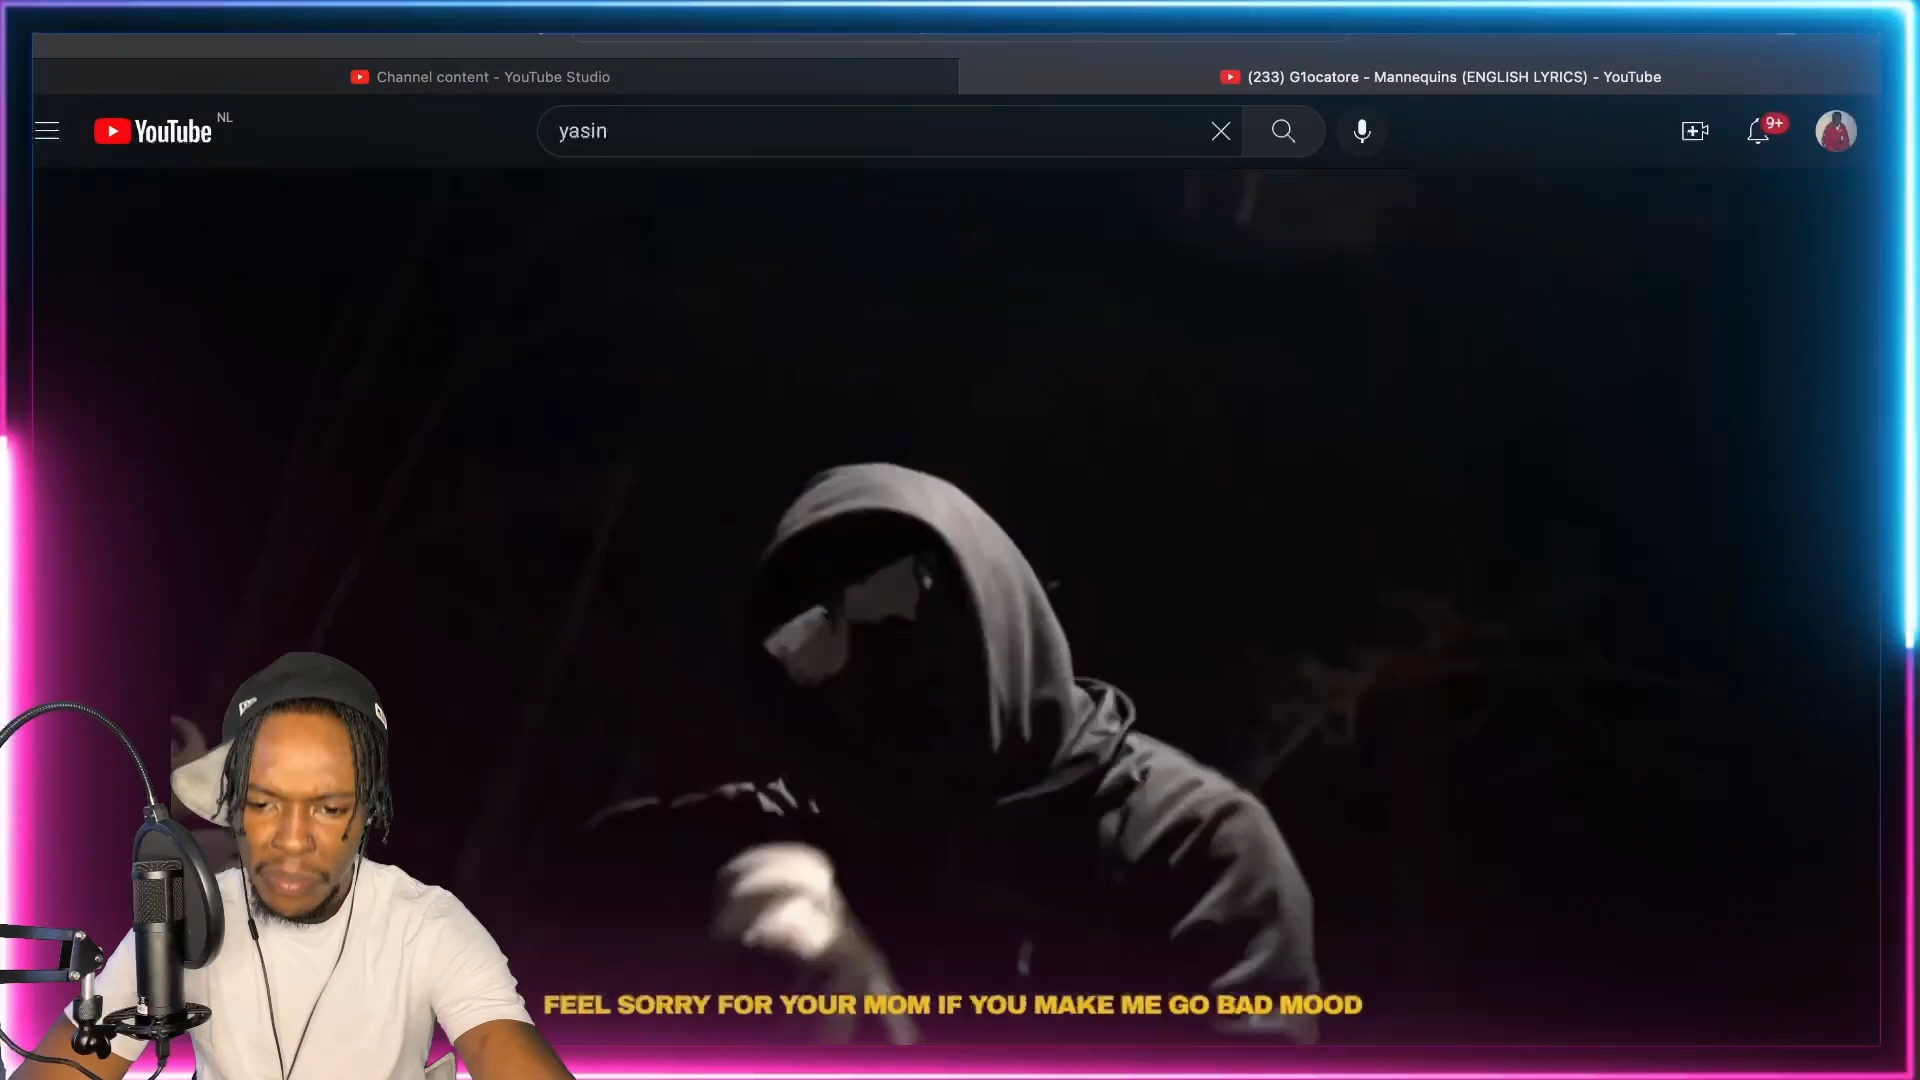 Channel content - YouTube Studio
(233) G1ocatore - Mannequins (ENGLISH LYRICS) - YouTube
YouTube NL
yasin
9+
FEEL SORRY FOR YOUR MOM IF YOU MAKE ME GO BAD MOOD